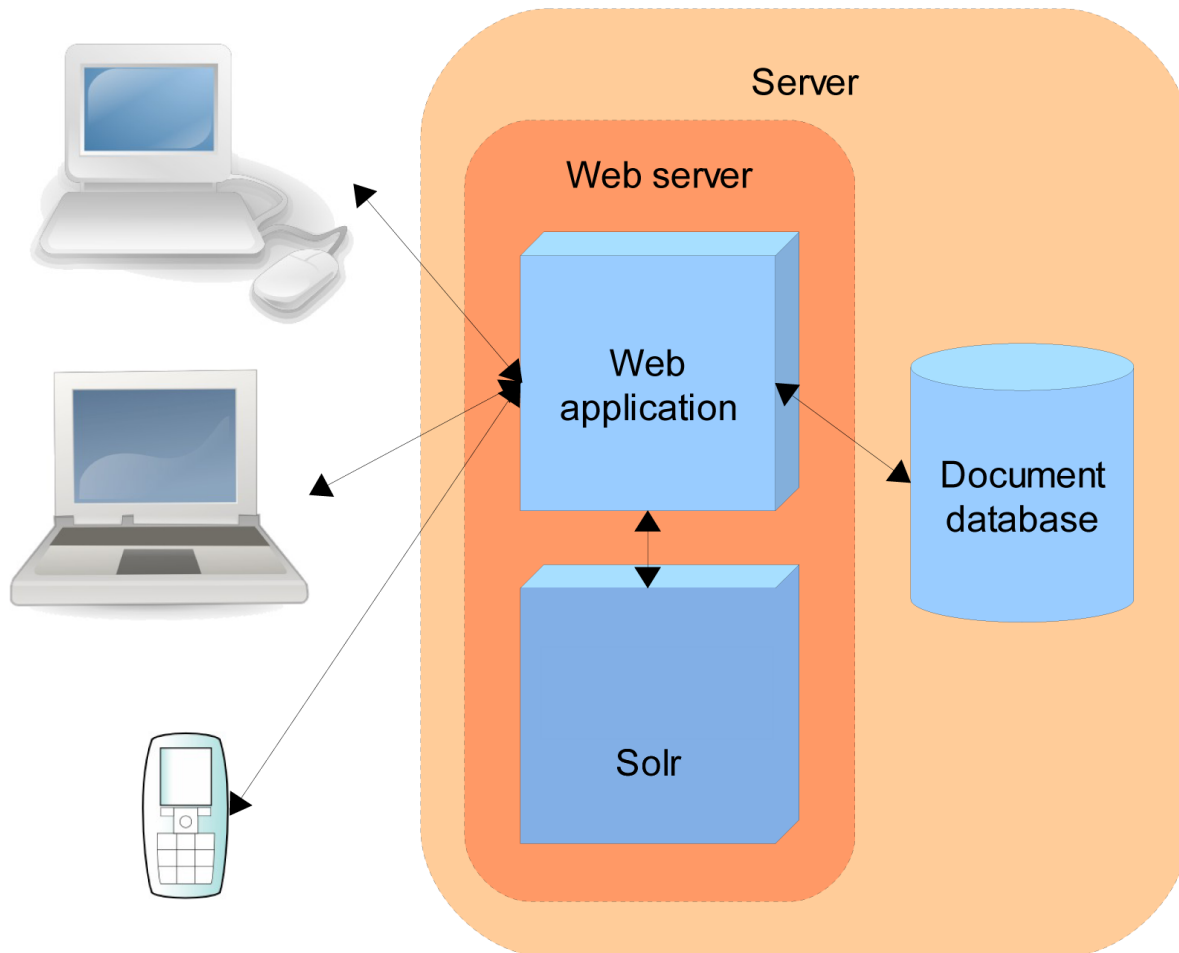 Server
Web server
Web
application
Document
database
Solr